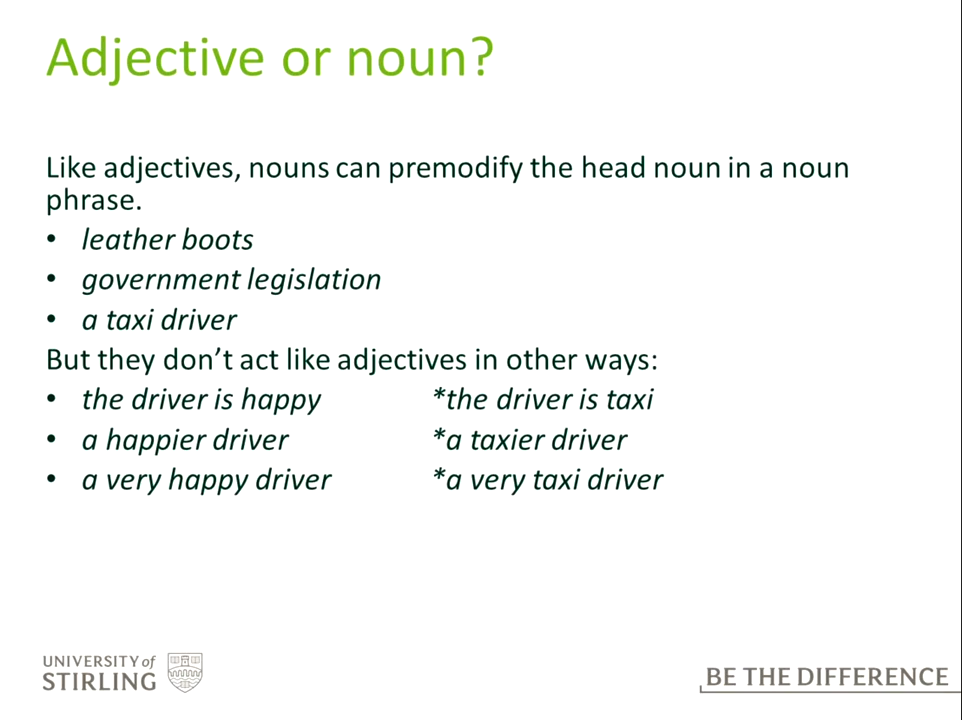 Adjective or noun?
Like adjectives, nouns can premodify the head noun in a noun
phrase.
• leather boots
• government legislation
• a taxi driver
But they don't act like adjectives in other ways:
• the driver is happy *the driver is taxi
• a happier driver *a taxier driver
• a very happy driver *a very taxi driver
UNIVERSITY of
STIRLING
BE THE DIFFERENCE